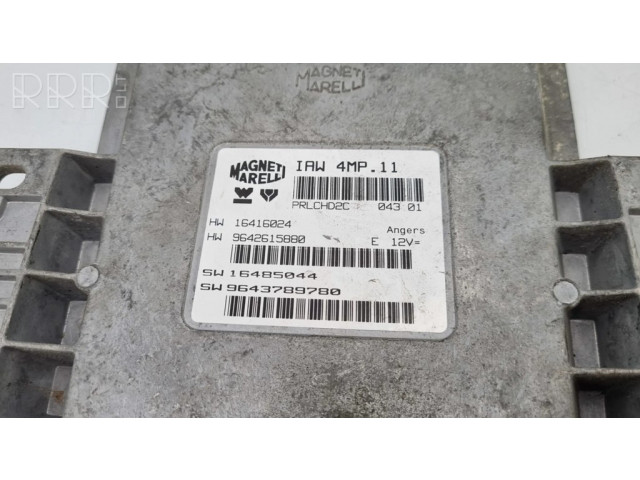 RRR
MAGNETI
MARELLI
MAGNETI
MARELLI
IAW 4MP.11
PRLCHD2C 043 01
HW 16416024 Angers
HW 9642615880 E 12V=
SW 16485044
SW 9643789780